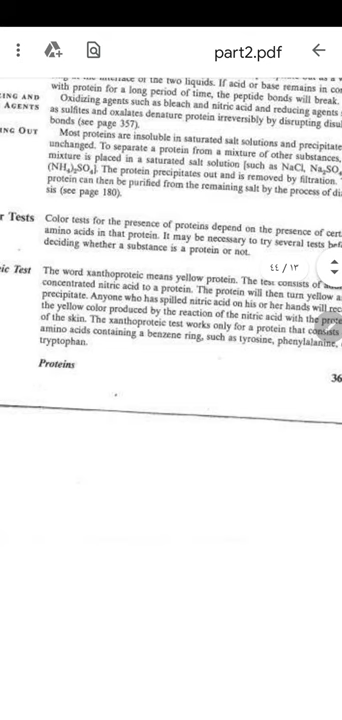 part2.pdf
of the two liquids. If acid or base remains in
with protein for a long period of time, the peptide bonds will break.
ING AND Oxidizing agents such as bleach and nitric acid and reducing agents
AGENTS as sulfites and oxalates denature protein irreversibly by disrupting
bonds (see page 357).
ING OUT Most proteins are insoluble in saturated salt solutions and precipitate
unchanged. To separate a protein from a mixture of other substances,
mixture is placed in a saturated salt solution [such as NaCl, Na₂SO₄
(NH₄)₂SO₄]. The protein precipitates out and is removed by filtration.
protein can then be purified from the remaining salt by the process of
sis (see page 180).
r Tests Color tests for the presence of proteins depend on the presence of
amino acids in that protein. It may be necessary to try several tests
deciding whether a substance is a protein or not.
٤٤ / ١٣
ic Test The word xanthoproteic means yellow protein. The test consists of
concentrated nitric acid to a protein. The protein will then turn yellow
precipitate. Anyone who has spilled nitric acid on his or her hands will
the yellow color produced by the reaction of the nitric acid with the
of the skin. The xanthoproteic test works only for a protein that consists
amino acids containing a benzene ring, such as tyrosine, phenylalanine,
tryptophan.
Proteins
36